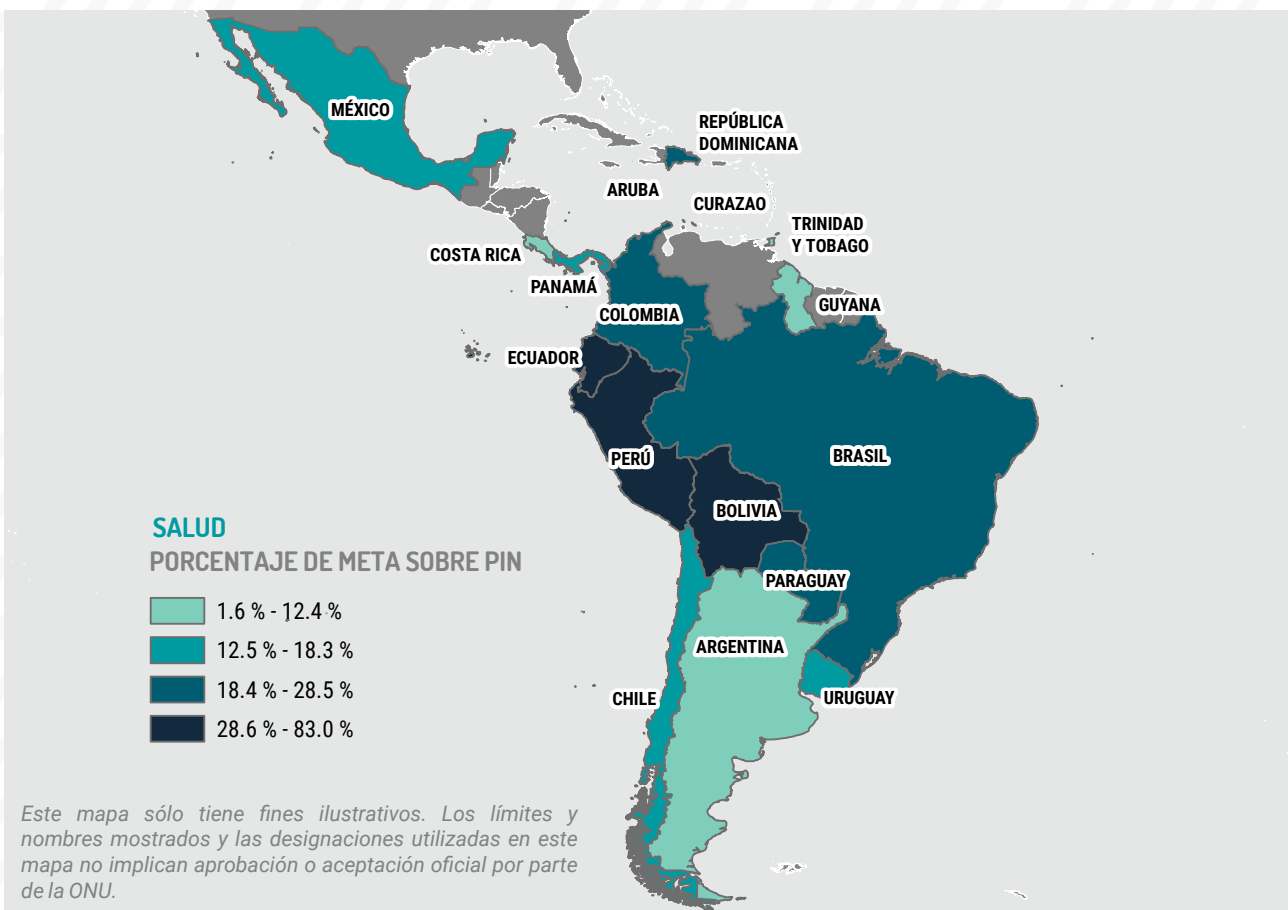 MÉXICO
REPÚBLICA
DOMINICANA
ARUBA
CURAZAO
TRINIDAD
Y TOBAGO
COSTA RICA
PANAMÁ
GUYANA
COLOMBIA
ECUADOR
PERÚ
BRASIL
BOLIVIA
PARAGUAY
ARGENTINA
CHILE
URUGUAY
SALUD
PORCENTAJE DE META SOBRE PIN
1.6 % - 12.4 %
12.5 % - 18.3 %
18.4 % - 28.5 %
28.6 % - 83.0 %
Este mapa sólo tiene fines ilustrativos. Los límites y
nombres mostrados y las designaciones utilizadas en este
mapa no implican aprobación o aceptación oficial por parte
de la ONU.